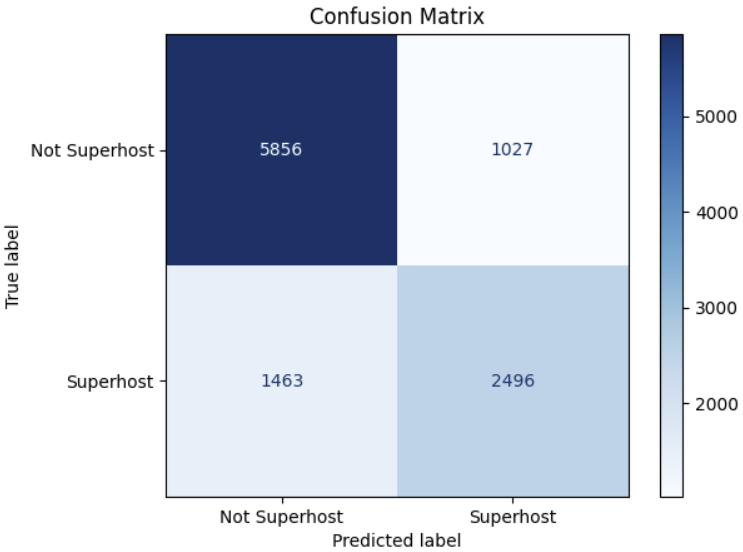 Confusion Matrix
Not Superhost
5856
1027
Superhost
1463
2496
Not Superhost
Superhost
Predicted label
True label
5000
4000
3000
2000